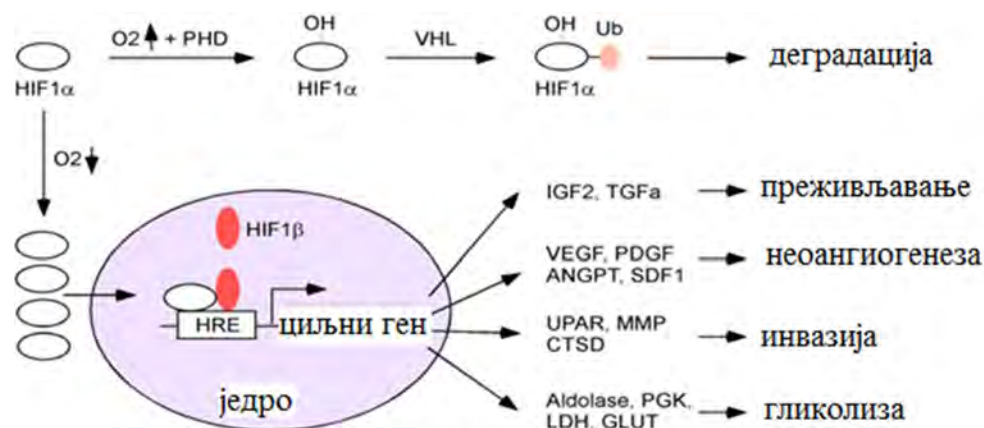 O2 + PHD
OH
VHL
OH
Ub
HIF1α
HIF1α
HIF1α
деградација
O2
HIF1β
HRE
циљни ген
једро
IGF2, TGFa
преживљавање
VEGF, PDGF
ANGPT, SDF1
неоангиогенеза
UPAR, MMP
CTSD
инвазија
Aldolase, PGK,
LDH, GLUT
гликолиза